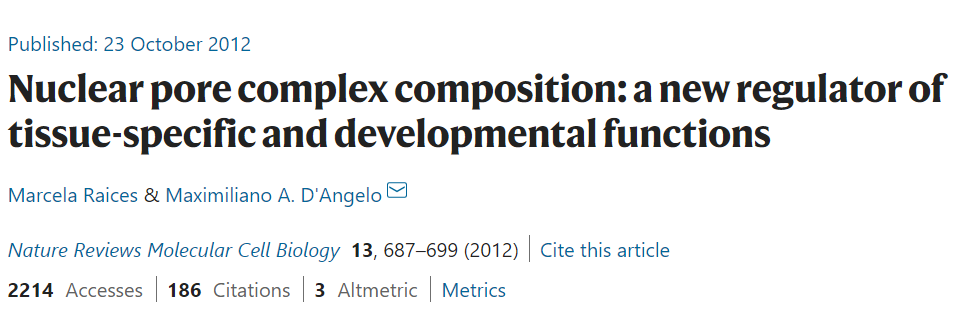 Published: 23 October 2012
Nuclear pore complex composition: a new regulator of
tissue-specific and developmental functions
Marcela Raices & Maximiliano A. D'Angelo
Nature Reviews Molecular Cell Biology 13, 687–699 (2012) Cite this article
2214 Accesses 186 Citations 3 Altmetric Metrics